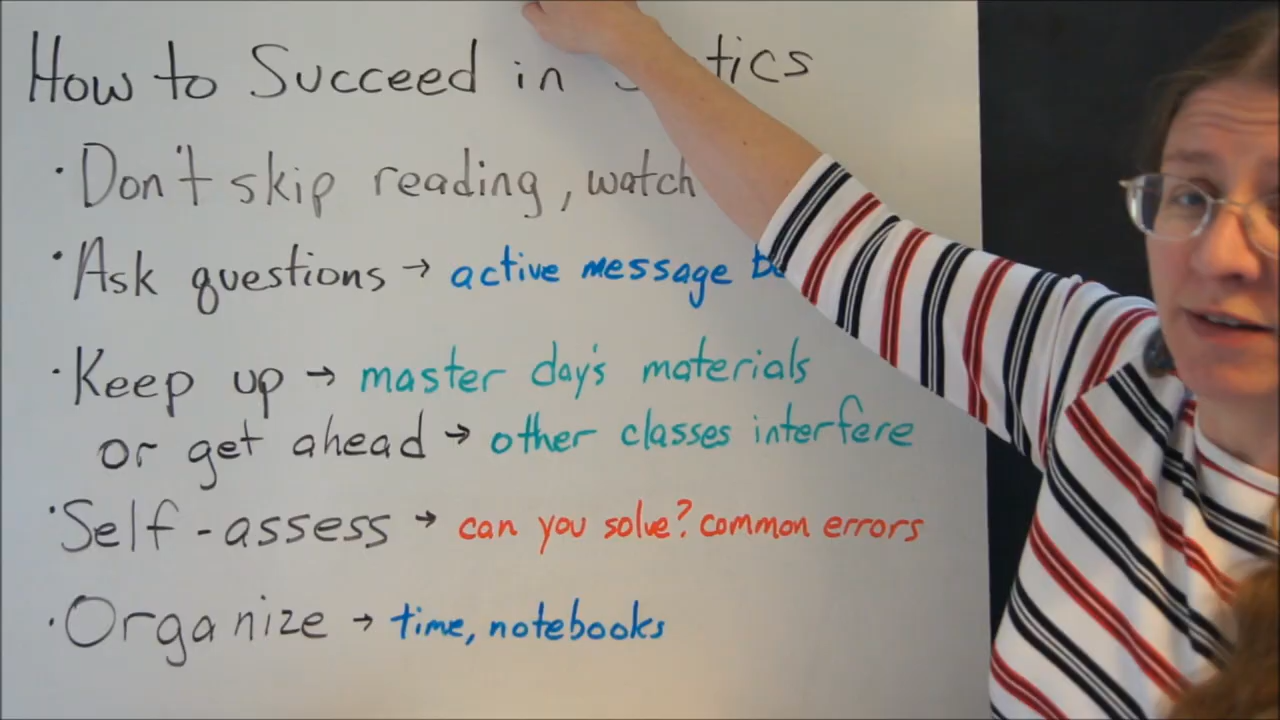 How to Succeed in tics
· Don't skip reading, watch
· Ask questions → active message
· Keep up → master day's materials
or get ahead → other classes interfere
· Self-assess → can you solve? common errors
· Organize → time, notebooks